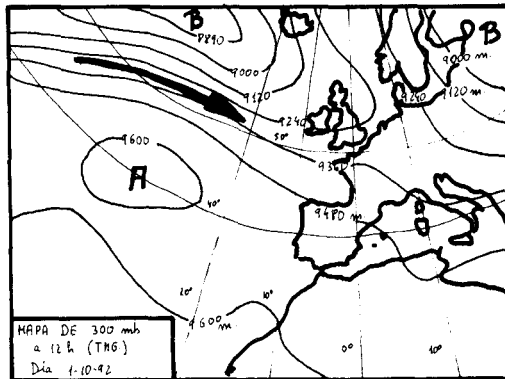 B
8890
B
9000
9000 m.
9120
9120 m
9240
9240
50°
9360
9600
A
40°
9480 m.
20°
10°
9600 m.
0°
10°
MAPA DE 300 mb
a 12 h (TMG.)
Día 1-10-92